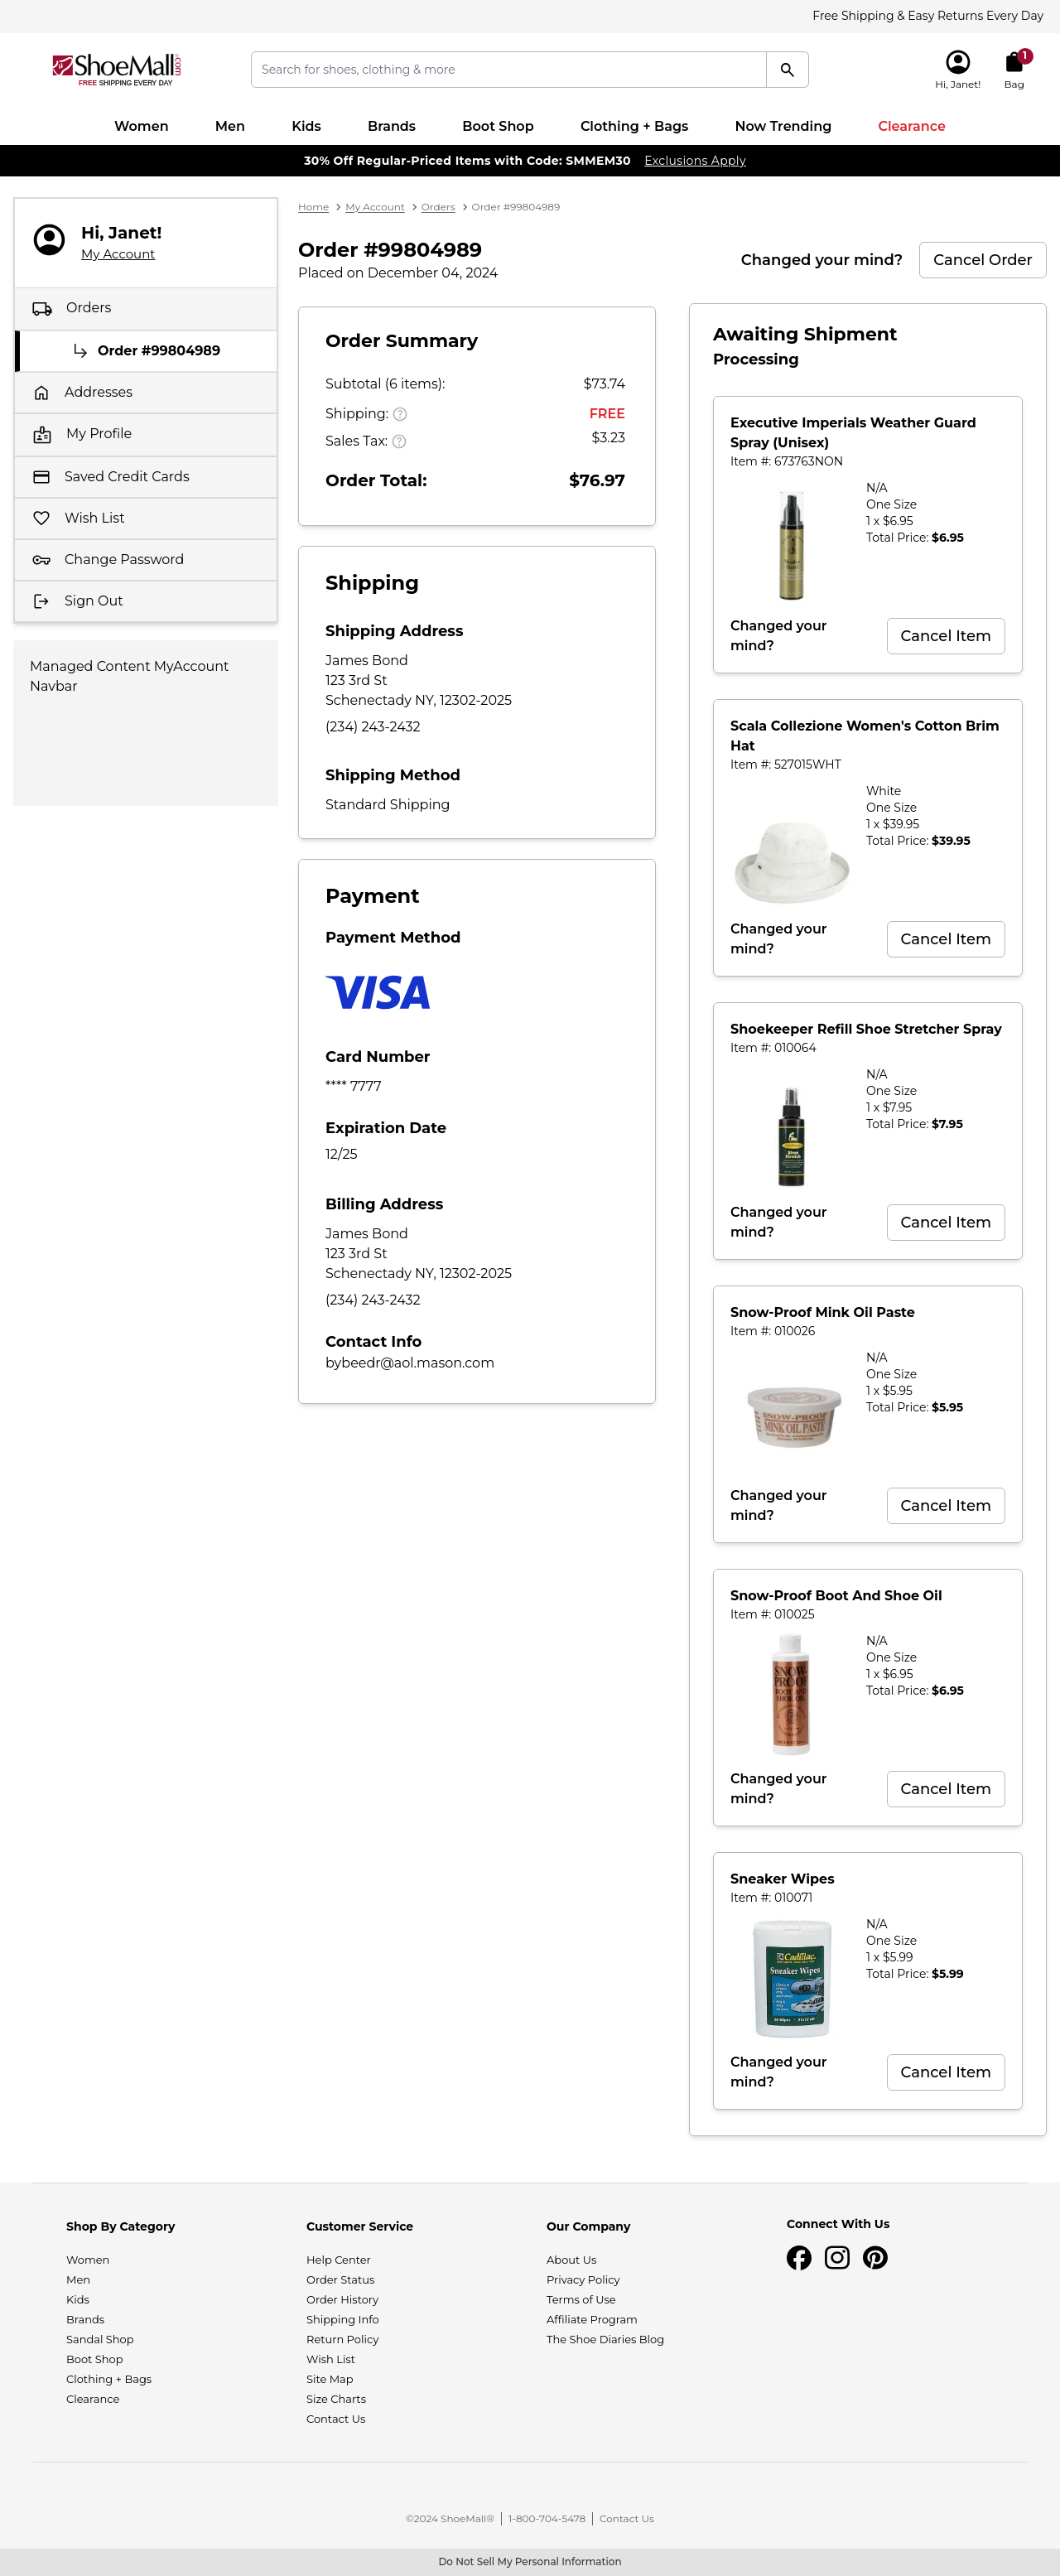 Free Shipping & Easy Returns Every Day
ShoeMall.com
FREE SHIPPING EVERY DAY
Search for shoes, clothing & more
Hi, Janet!
1
Bag
Women Men Kids Brands Boot Shop Clothing + Bags Now Trending Clearance
30% Off Regular-Priced Items with Code: SMMEM30 Exclusions Apply
Hi, Janet!
My Account
Orders
Order #99804989
Addresses
My Profile
Saved Credit Cards
Wish List
Change Password
Sign Out
Managed Content MyAccount
Navbar
Home > My Account > Orders > Order #99804989
Order #99804989
Placed on December 04, 2024
Changed your mind? Cancel Order
Order Summary
Subtotal (6 items): $73.74
Shipping: ? FREE
Sales Tax: ? $3.23
Order Total: $76.97
Shipping
Shipping Address
James Bond
123 3rd St
Schenectady NY, 12302-2025
(234) 243-2432
Shipping Method
Standard Shipping
Payment
Payment Method
VISA
Card Number
**** 7777
Expiration Date
12/25
Billing Address
James Bond
123 3rd St
Schenectady NY, 12302-2025
(234) 243-2432
Contact Info
bybeedr@aol.mason.com
Awaiting Shipment
Processing
Executive Imperials Weather Guard
Spray (Unisex)
Item #: 673763NON
N/A
One Size
1 x $6.95
Total Price: $6.95
Changed your
mind?
Cancel Item
Scala Collezione Women's Cotton Brim
Hat
Item #: 527015WHT
White
One Size
1 x $39.95
Total Price: $39.95
Changed your
mind?
Cancel Item
Shoekeeper Refill Shoe Stretcher Spray
Item #: 010064
N/A
One Size
1 x $7.95
Total Price: $7.95
Shoe
Stretch
Changed your
mind?
Cancel Item
Snow-Proof Mink Oil Paste
Item #: 010026
N/A
One Size
1 x $5.95
Total Price: $5.95
SNOW-PROOF
MINK OIL PASTE
Changed your
mind?
Cancel Item
Snow-Proof Boot And Shoe Oil
Item #: 010025
N/A
One Size
1 x $6.95
Total Price: $6.95
SNOW-
PROOF
BOOT AND
SHOE OIL
Changed your
mind?
Cancel Item
Sneaker Wipes
Item #: 010071
N/A
One Size
1 x $5.99
Total Price: $5.99
Cadillac
Sneaker Wipes
Changed your
mind?
Cancel Item
Shop By Category
Women
Men
Kids
Brands
Sandal Shop
Boot Shop
Clothing + Bags
Clearance
Customer Service
Help Center
Order Status
Order History
Shipping Info
Return Policy
Wish List
Site Map
Size Charts
Contact Us
Our Company
About Us
Privacy Policy
Terms of Use
Affiliate Program
The Shoe Diaries Blog
Connect With Us
©2024 ShoeMall® | 1-800-704-5478 | Contact Us
Do Not Sell My Personal Information